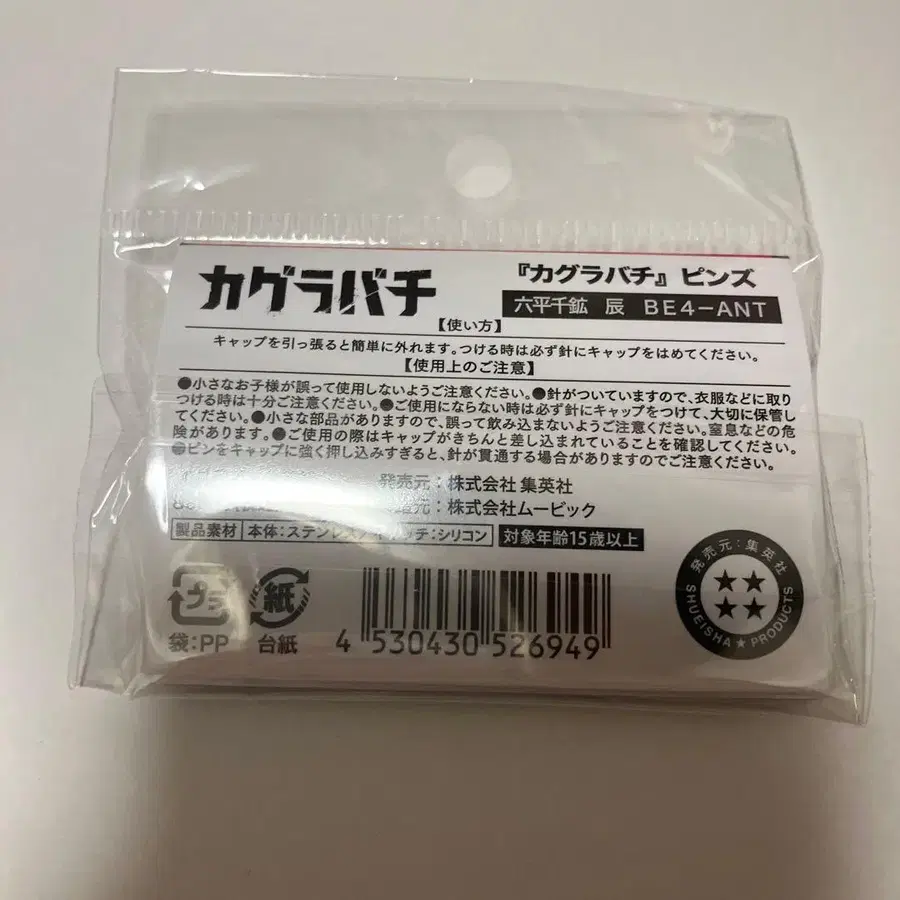 カグラバチ
『カグラバチ』ピンズ
六平千鉱 辰 BE4-ANT
【使い方】
キャップを引っ張ると簡単に外れます。つける時は必ず針にキャップをはめてください。
【使用上のご注意】
●小さなお子様が誤って使用しないようご注意ください。●針がついていますので、衣服などに取り
つける時は十分ご注意ください。●ご使用にならない時は必ず針にキャップをつけて、大切に保管し
てください。●小さな部品がありますので、誤って飲み込まないようご注意ください。窒息などの危
険があります。●ご使用の際はキャップがきちんと差し込まれていることを確認してください。
●ピンをキャップに強く押し込みすぎると、針が貫通する場合がありますのでご注意ください。
発売元:株式会社 集英社
元:株式会社ムービック
製品素材 本体:ステンレス チ:シリコン 対象年齢15歳以上
発売元:集英社
SHUEISHA★PRODUCTS
プラ
紙
袋:PP
台紙
4 530430 526949